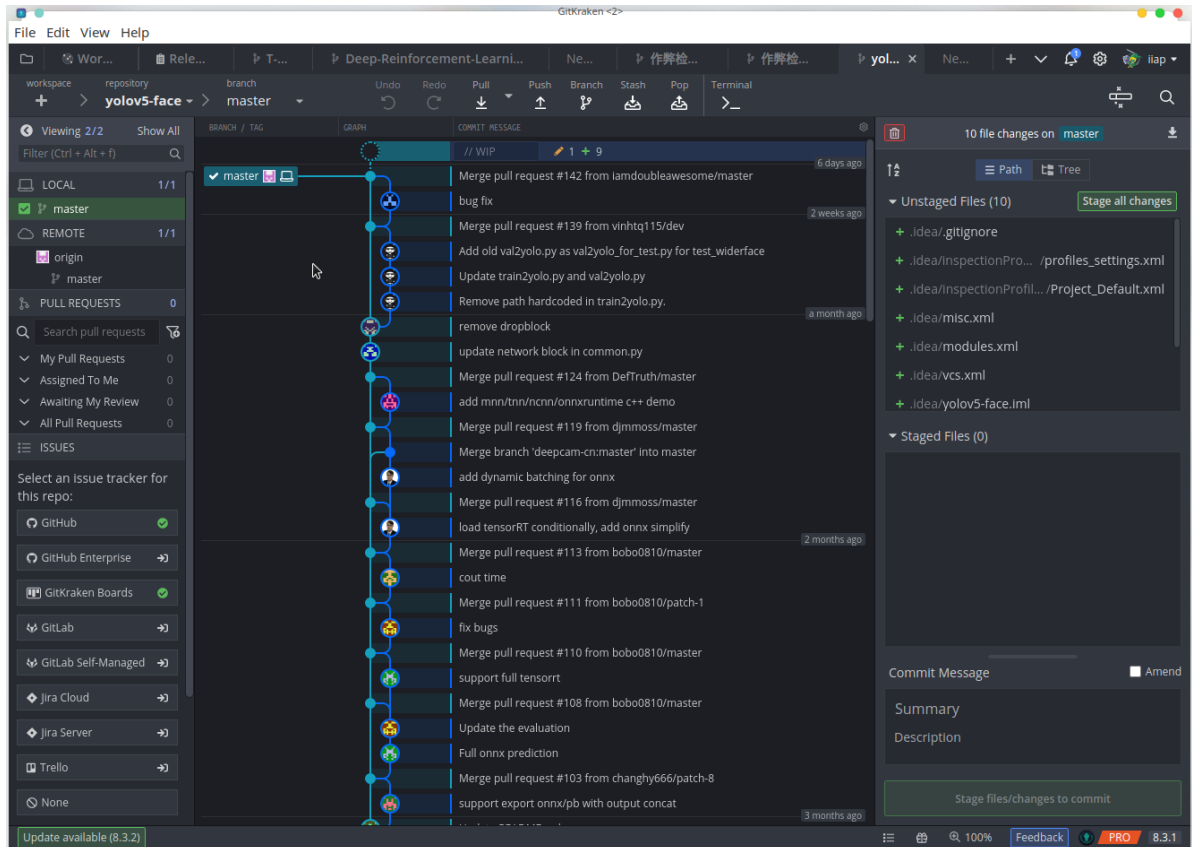 GitKraken <2>
File Edit View Help
Wor... Rele... T-... Deep-Reinforcement-Learni... Ne... 作弊检... 作弊检... yol... × Ne... 1 iiap
workspace repository branch
yolov5-face master
Undo Redo Pull Push Branch Stash Pop Terminal
Viewing 2/2 Show All
Filter (Ctrl + Alt + f)
LOCAL 1/1
master
REMOTE 1/1
origin
master
PULL REQUESTS 0
Search pull requests
My Pull Requests 0
Assigned To Me 0
Awaiting My Review 0
All Pull Requests 0
ISSUES
Select an issue tracker for
this repo:
GitHub
GitHub Enterprise
GitKraken Boards
GitLab
GitLab Self-Managed
Jira Cloud
Jira Server
Trello
None
BRANCH / TAG GRAPH COMMIT MESSAGE
// WIP 1 + 9
6 days ago
master Merge pull request #142 from iamdoubleawesome/master
bug fix
2 weeks ago
Merge pull request #139 from vinhtq115/dev
Add old val2yolo.py as val2yolo_for_test.py for test_widerface
Update train2yolo.py and val2yolo.py
Remove path hardcoded in train2yolo.py.
a month ago
remove dropblock
update network block in common.py
Merge pull request #124 from DefTruth/master
add mnn/tnn/ncnn/onnxruntime c++ demo
Merge pull request #119 from djmmoss/master
Merge branch 'deepcam-cn:master' into master
add dynamic batching for onnx
Merge pull request #116 from djmmoss/master
load tensorRT conditionally, add onnx simplify
2 months ago
Merge pull request #113 from bobo0810/master
cout time
Merge pull request #111 from bobo0810/patch-1
fix bugs
Merge pull request #110 from bobo0810/master
support full tensorrt
Merge pull request #108 from bobo0810/master
Update the evaluation
Full onnx prediction
Merge pull request #103 from changhy666/patch-8
support export onnx/pb with output concat
3 months ago
10 file changes on master
Path Tree
Unstaged Files (10) Stage all changes
+ .idea/.gitignore
+ .idea/inspectionPro... /profiles_settings.xml
+ .idea/inspectionProfil... /Project_Default.xml
+ .idea/misc.xml
+ .idea/modules.xml
+ .idea/vcs.xml
+ .idea/yolov5-face.iml
Staged Files (0)
Commit Message Amend
Summary
Description
Stage files/changes to commit
Update available (8.3.2) 100% Feedback PRO 8.3.1